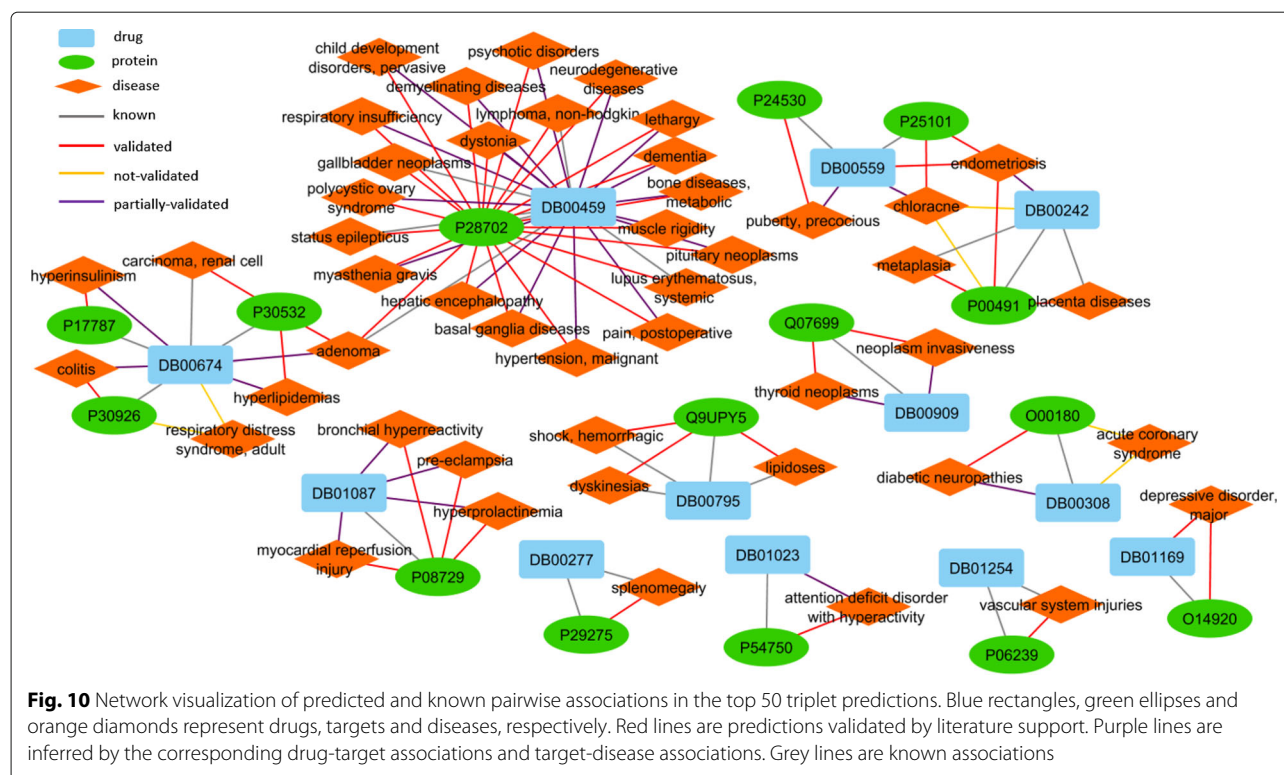 drug
protein
disease
known
validated
not-validated
partially-validated
child development
disorders, pervasive
psychotic disorders
neurodegenerative
diseases
demyelinating diseases
respiratory insufficiency
lymphoma, non-hodgkin
lethargy
dystonia
gallbladder neoplasms
dementia
polycystic ovary
syndrome
bone diseases,
metabolic
DB00459
P28702
muscle rigidity
status epilepticus
pituitary neoplasms
myasthenia gravis
lupus erythematosus,
systemic
hepatic encephalopathy
basal ganglia diseases
pain, postoperative
hypertension, malignant
P24530
P25101
DB00559
endometriosis
chloracne
DB00242
puberty, precocious
metaplasia
P00491
placenta diseases
carcinoma, renal cell
hyperinsulinism
P17787
P30532
adenoma
colitis
DB00674
hyperlipidemias
P30926
respiratory distress
syndrome, adult
Q07699
neoplasm invasiveness
thyroid neoplasms
DB00909
bronchial hyperreactivity
pre-eclampsia
DB01087
hyperprolactinemia
myocardial reperfusion
injury
P08729
Q9UPY5
shock, hemorrhagic
lipidoses
dyskinesias
DB00795
O00180
acute coronary
syndrome
diabetic neuropathies
DB00308
depressive disorder,
major
DB01169
O14920
DB00277
splenomegaly
P29275
DB01023
attention deficit disorder
with hyperactivity
P54750
DB01254
vascular system injuries
P06239
Fig. 10 Network visualization of predicted and known pairwise associations in the top 50 triplet predictions. Blue rectangles, green ellipses and
orange diamonds represent drugs, targets and diseases, respectively. Red lines are predictions validated by literature support. Purple lines are
inferred by the corresponding drug-target associations and target-disease associations. Grey lines are known associations